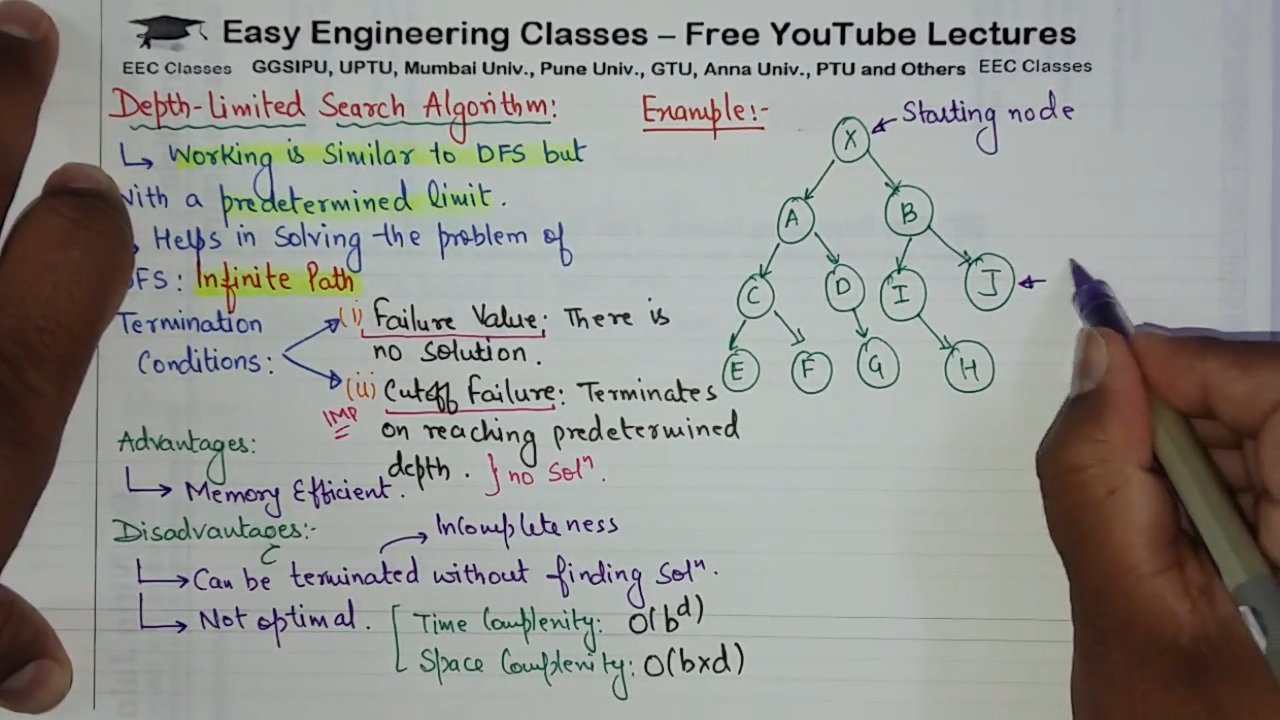 Easy Engineering Classes – Free YouTube Lectures
EEC Classes GGSIPU, UPTU, Mumbai Univ., Pune Univ., GTU, Anna Univ., PTU and Others EEC Classes
Depth-Limited Search Algorithm:
↳ Working is Similar to DFS but
with a predetermined limit.
Helps in Solving the problem of
DFS: Infinite Path
Termination
Conditions:
(i) Failure Value: There is
no solution.
(ii) Cutoff Failure: Terminates
IMP
on reaching predetermined
depth. } no Solⁿ.
Advantages:
↳ Memory Efficient.
Disadvantages:-
Incompleteness
↳ Can be terminated without finding Solⁿ.
↳ Not optimal.
Time Complexity: O(b^d)
Space Complexity: O(bxd)
Example:-
Starting node
X
A B
C D I J
E F G H